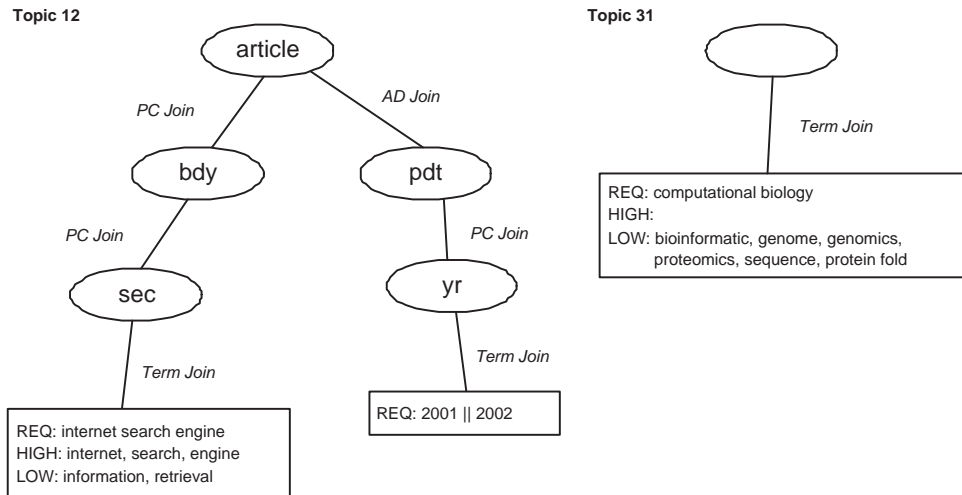 Topic 12
article
PC Join
AD Join
bdy
pdt
PC Join
PC Join
sec
yr
Term Join
Term Join
REQ: internet search engine
HIGH: internet, search, engine
LOW: information, retrieval
REQ: 2001 || 2002
Topic 31
Term Join
REQ: computational biology
HIGH:
LOW: bioinformatic, genome, genomics,
proteomics, sequence, protein fold